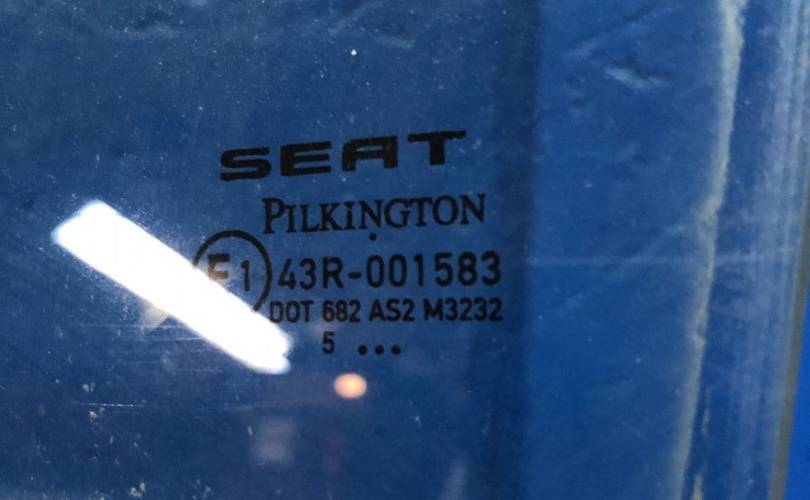 SEAT
PILKINGTON
E1 43R-001583
DOT 682 AS2 M3232
5 ...